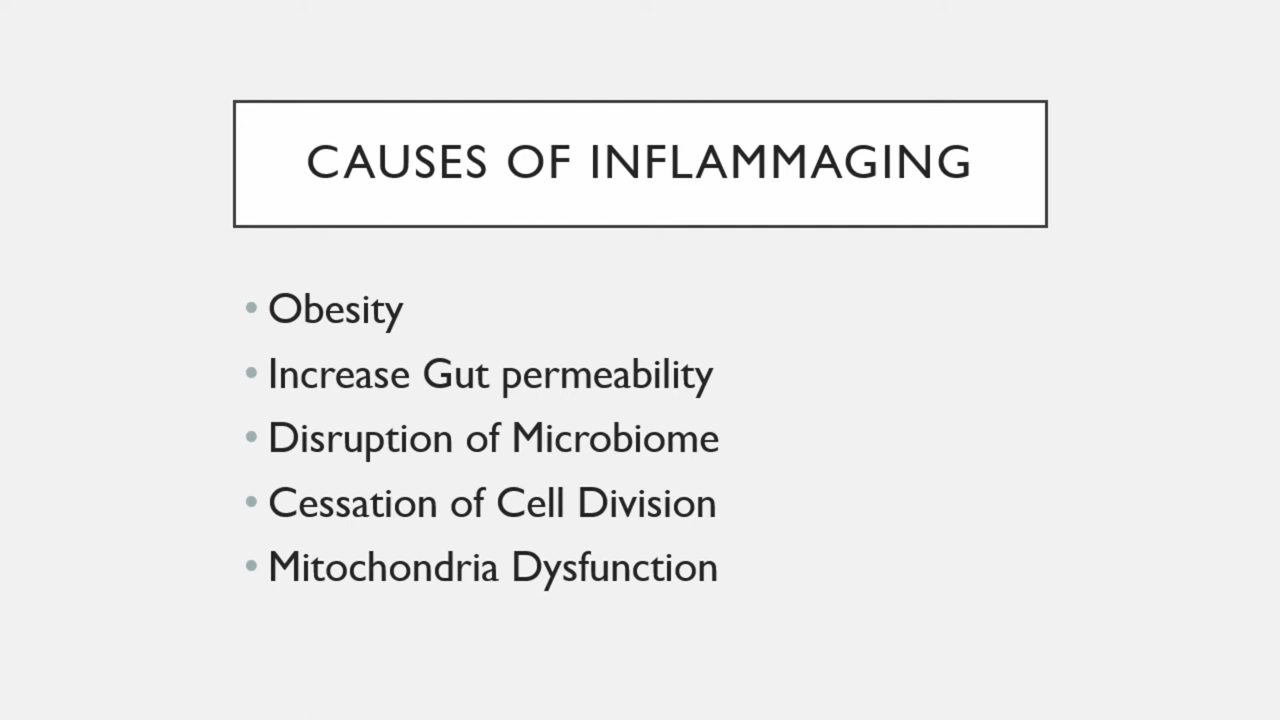 CAUSES OF INFLAMMAGING
• Obesity
• Increase Gut permeability
• Disruption of Microbiome
• Cessation of Cell Division
• Mitochondria Dysfunction